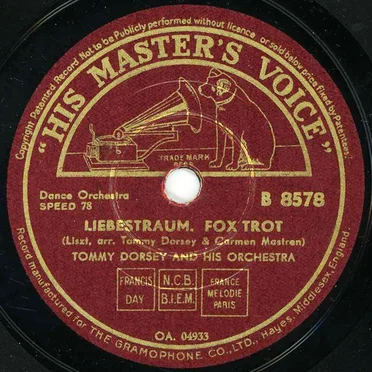 Copyright Patented Record Not to be Publicly performed without licence or sold below price fixed by Patentees.
"HIS MASTER'S VOICE"
TRADE MARK
Dance Orchestra
SPEED 78
B 8578
LIEBESTRAUM. FOX TROT
(Liszt, arr. Tommy Dorsey & Carmen Mastren)
TOMMY DORSEY AND HIS ORCHESTRA
FRANCIS
DAY
N.C.B.
B.I.E.M.
FRANCE
MELODIE
PARIS
OA. 04933
Record manufactured for THE GRAMOPHONE CO., LTD., Hayes, Middlesex, England.